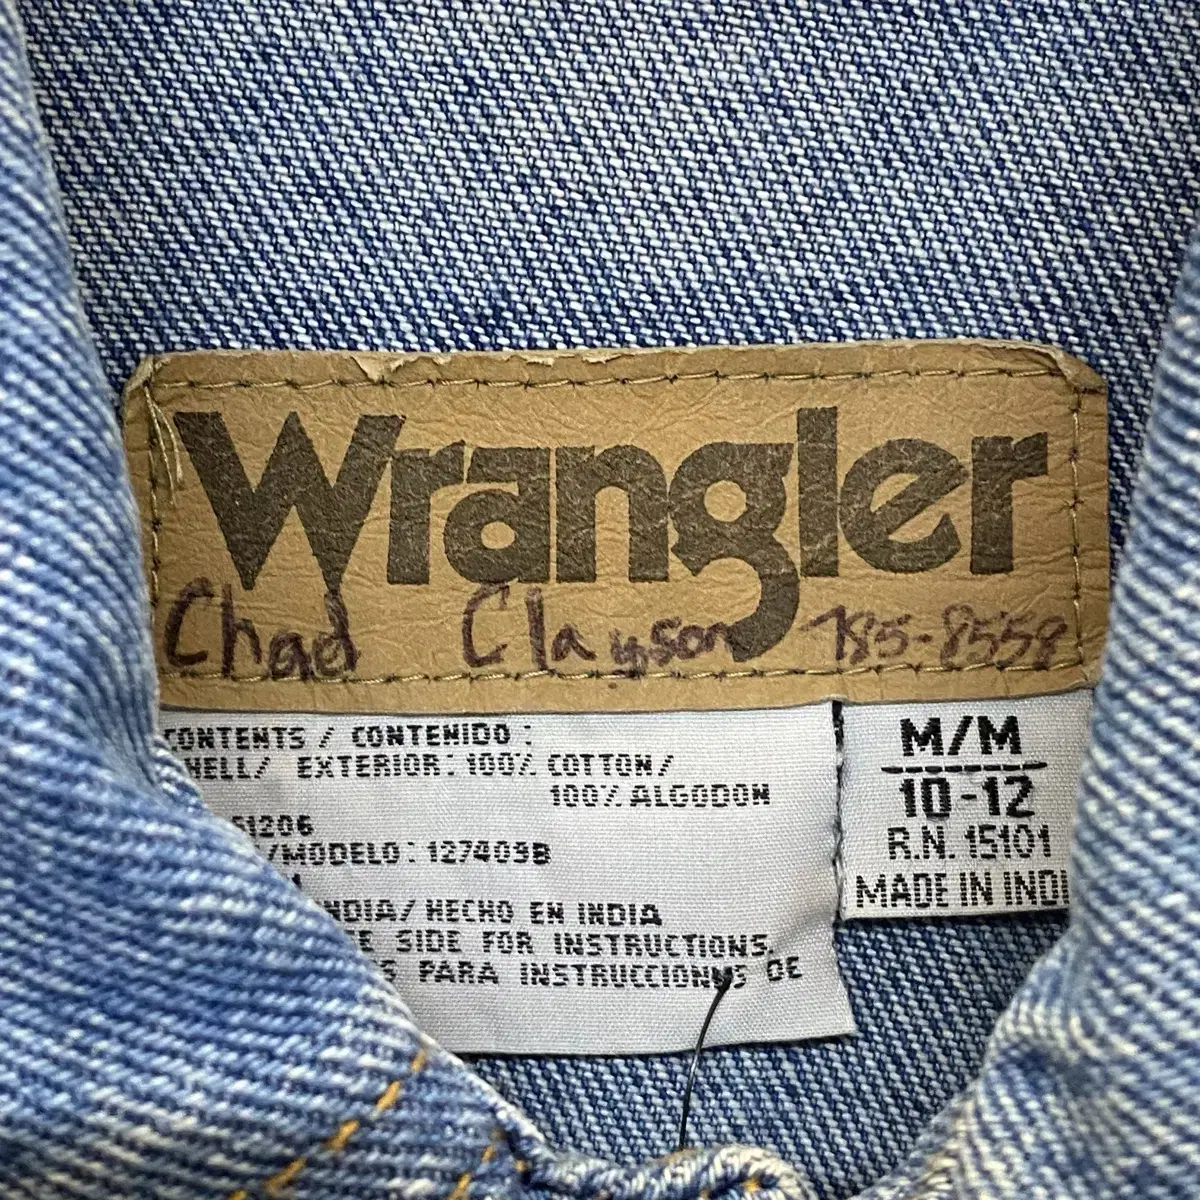 Wrangler
Chad Clayson 785-8558
CONTENTS / CONTENIDO :
HELL/ EXTERIOR: 100% COTTON/
100% ALGODON
51206
/MODELO: 127409B
NDIA/ HECHO EN INDIA
E SIDE FOR INSTRUCTIONS.
S PARA INSTRUCCIONES DE
M/M
10-12
R.N. 15101
MADE IN INDI